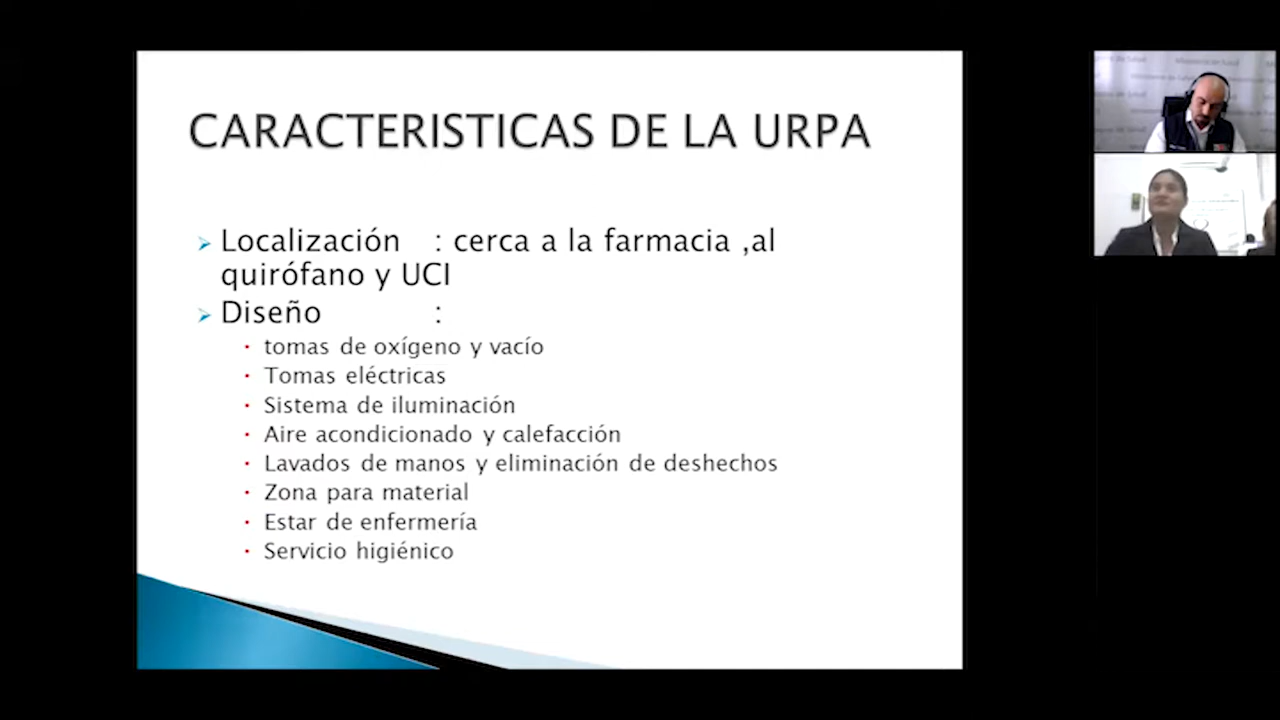 CARACTERISTICAS DE LA URPA
Localización : cerca a la farmacia ,al
quirófano y UCI
Diseño :
tomas de oxígeno y vacío
Tomas eléctricas
Sistema de iluminación
Aire acondicionado y calefacción
Lavados de manos y eliminación de deshechos
Zona para material
Estar de enfermería
Servicio higiénico